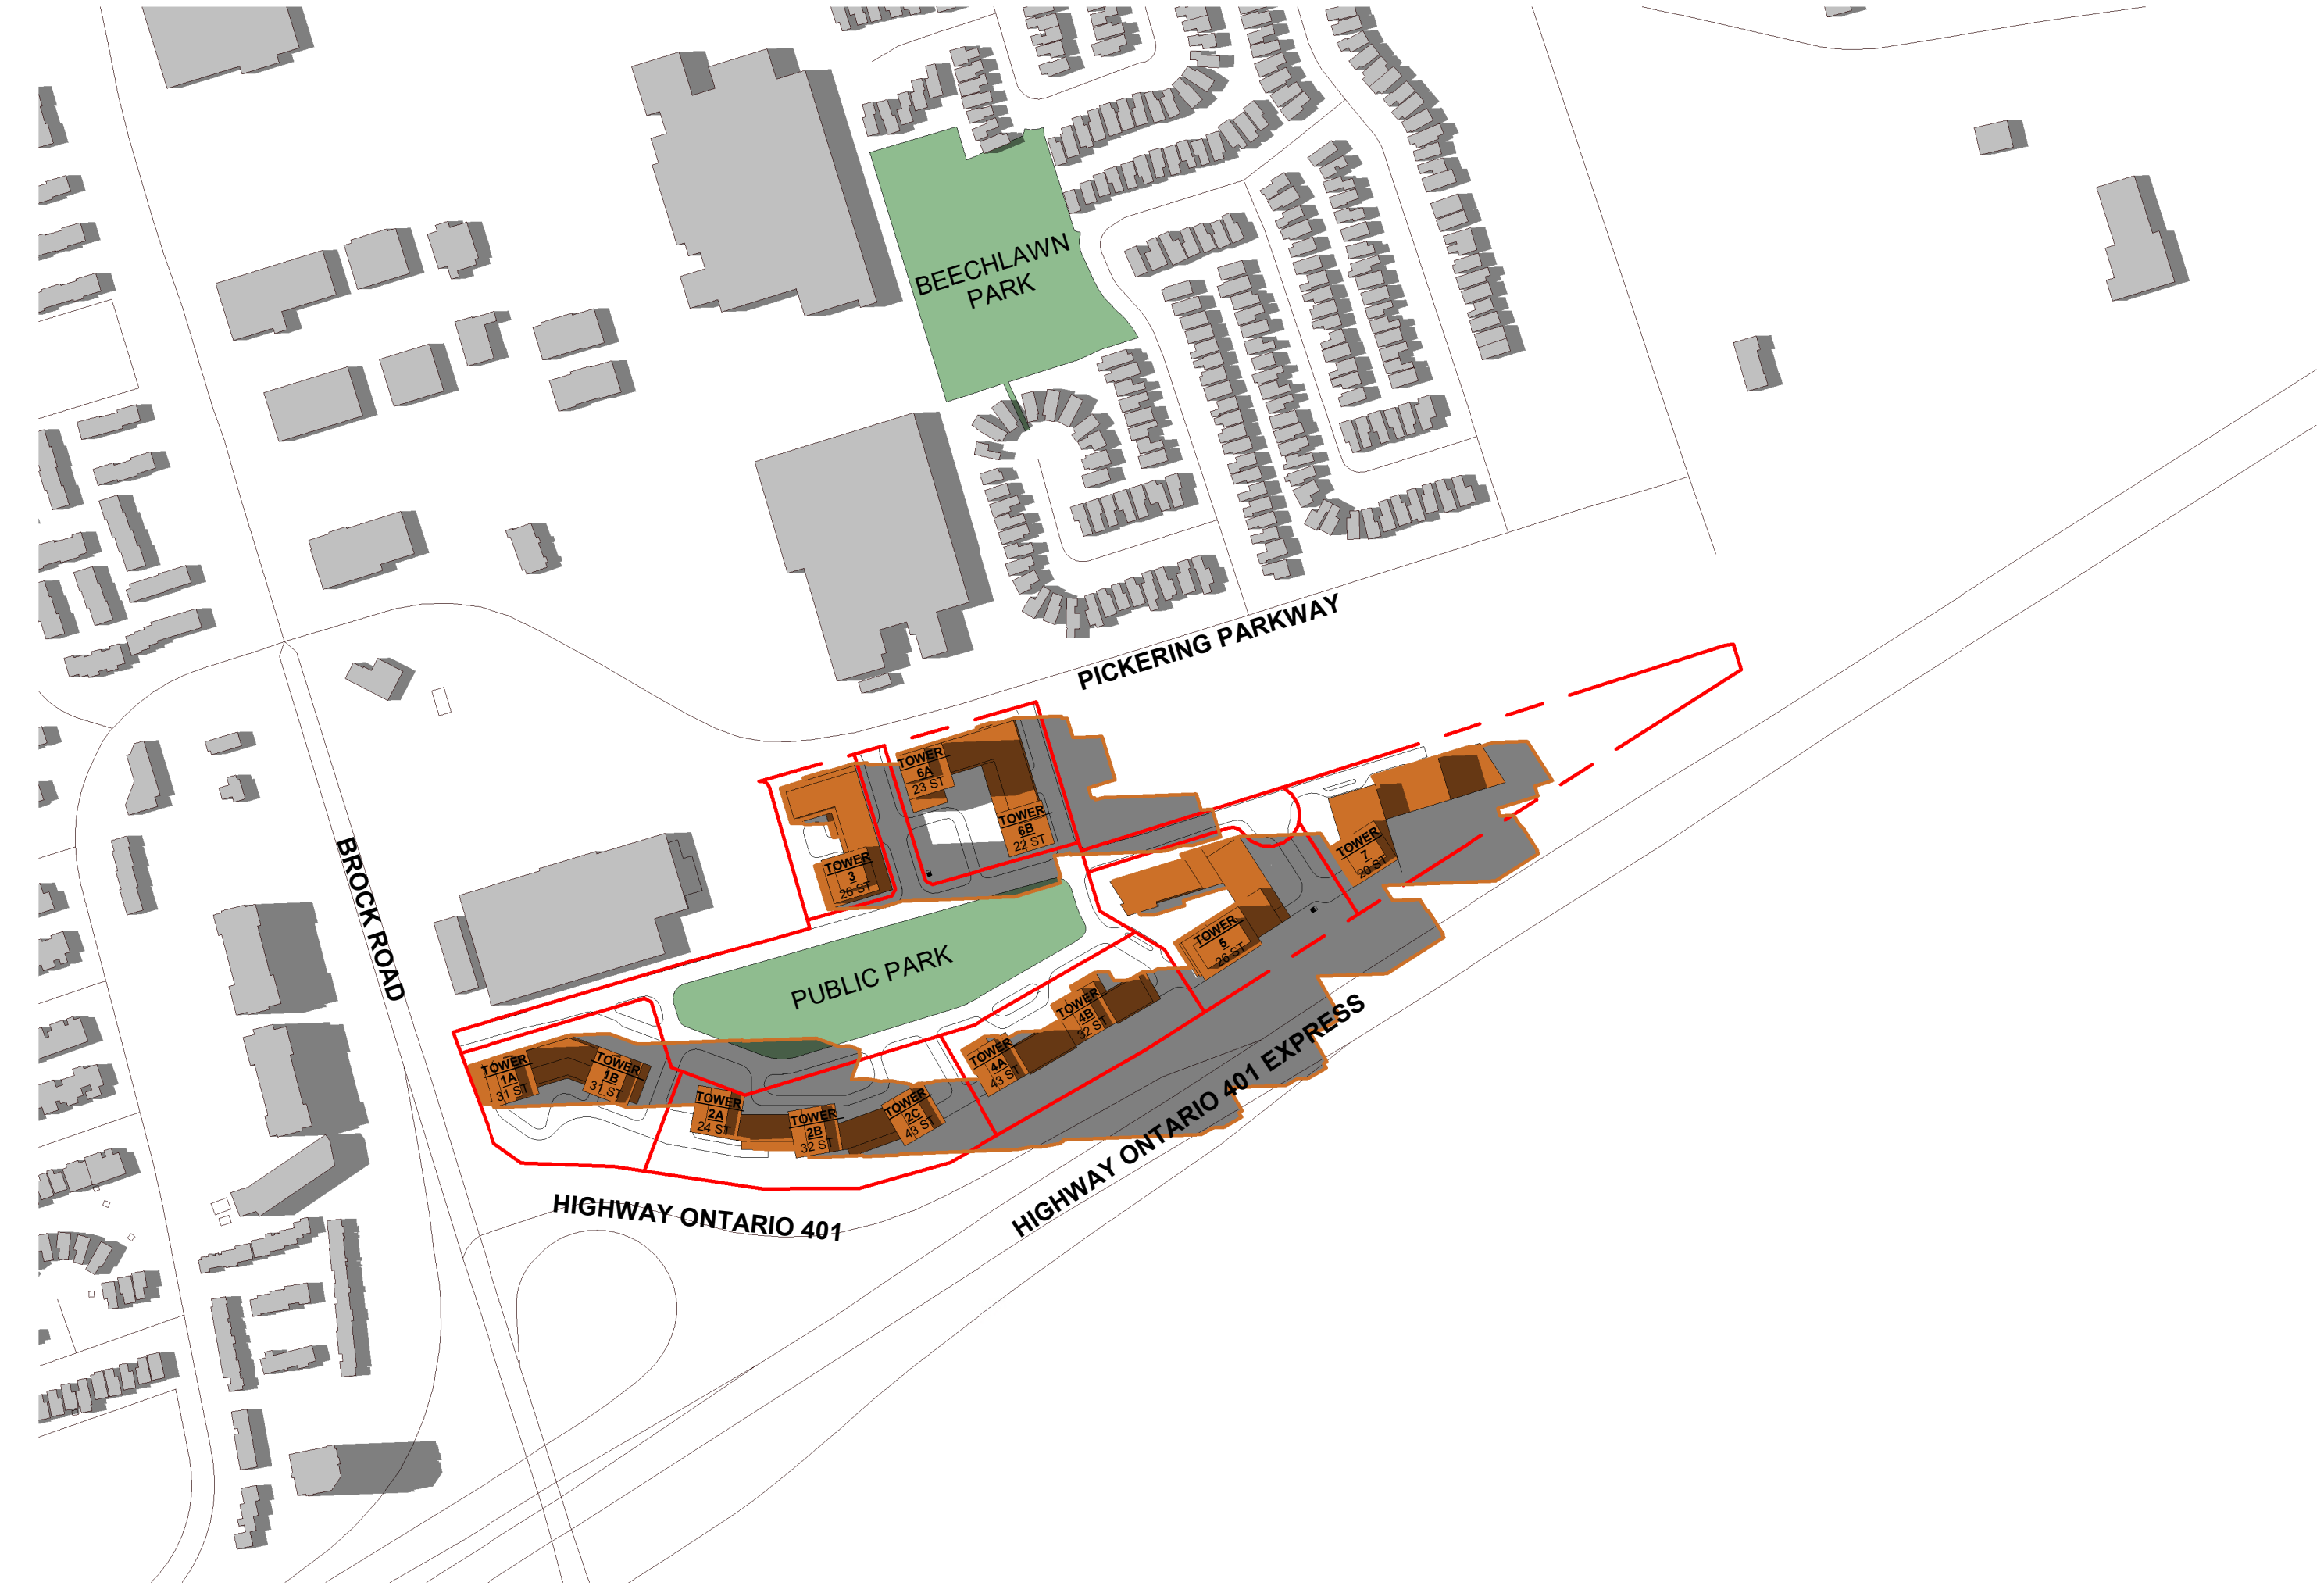 BEECHLAWN
PARK
PICKERING PARKWAY
TOWER
6A
23 ST
TOWER
6B
22 ST
TOWER
3
26 ST
TOWER
7
20 ST
TOWER
5
26 ST
BROCK ROAD
PUBLIC PARK
TOWER
4B
32 ST
TOWER
4A
43 ST
TOWER
1A
31 ST
TOWER
1B
31 ST
TOWER
2A
24 ST
TOWER
2B
32 ST
TOWER
2C
43 ST
HIGHWAY ONTARIO 401 EXPRESS
HIGHWAY ONTARIO 401